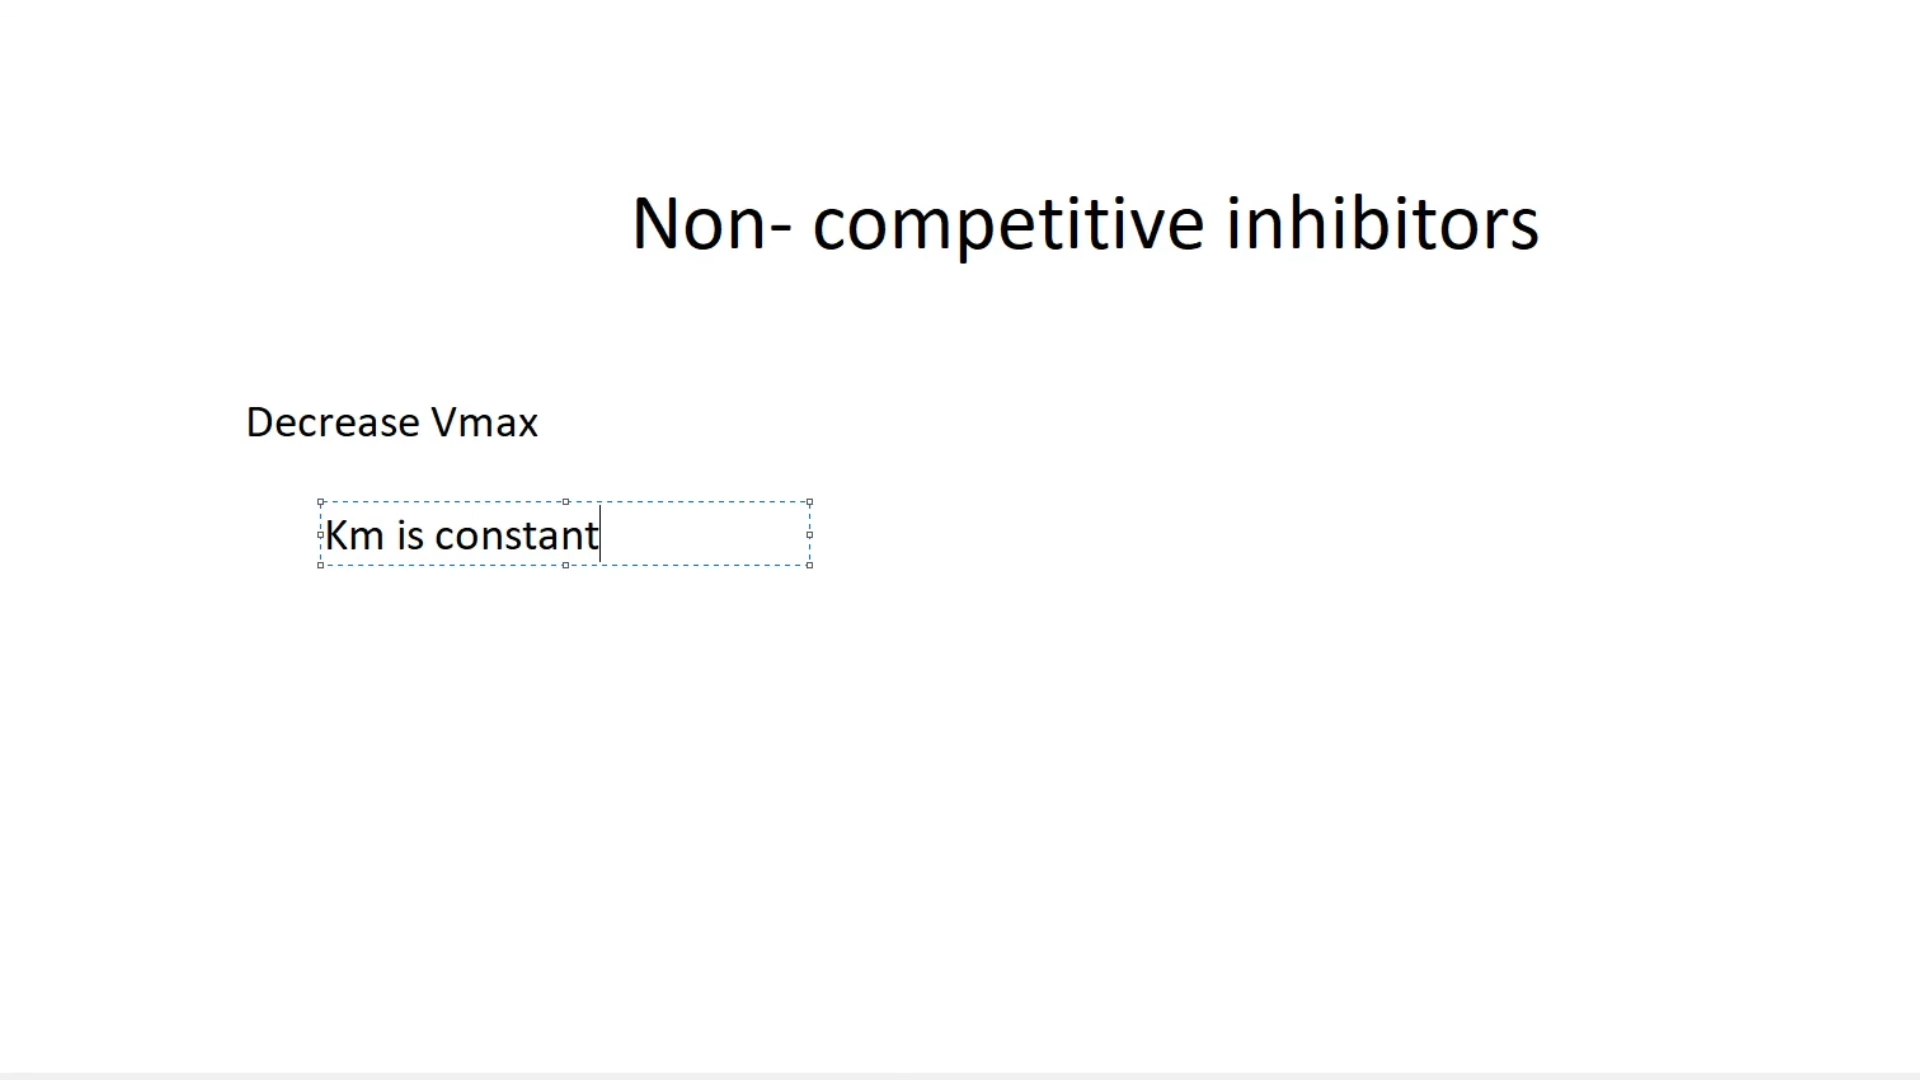 Non- competitive inhibitors
Decrease Vmax
Km is constant